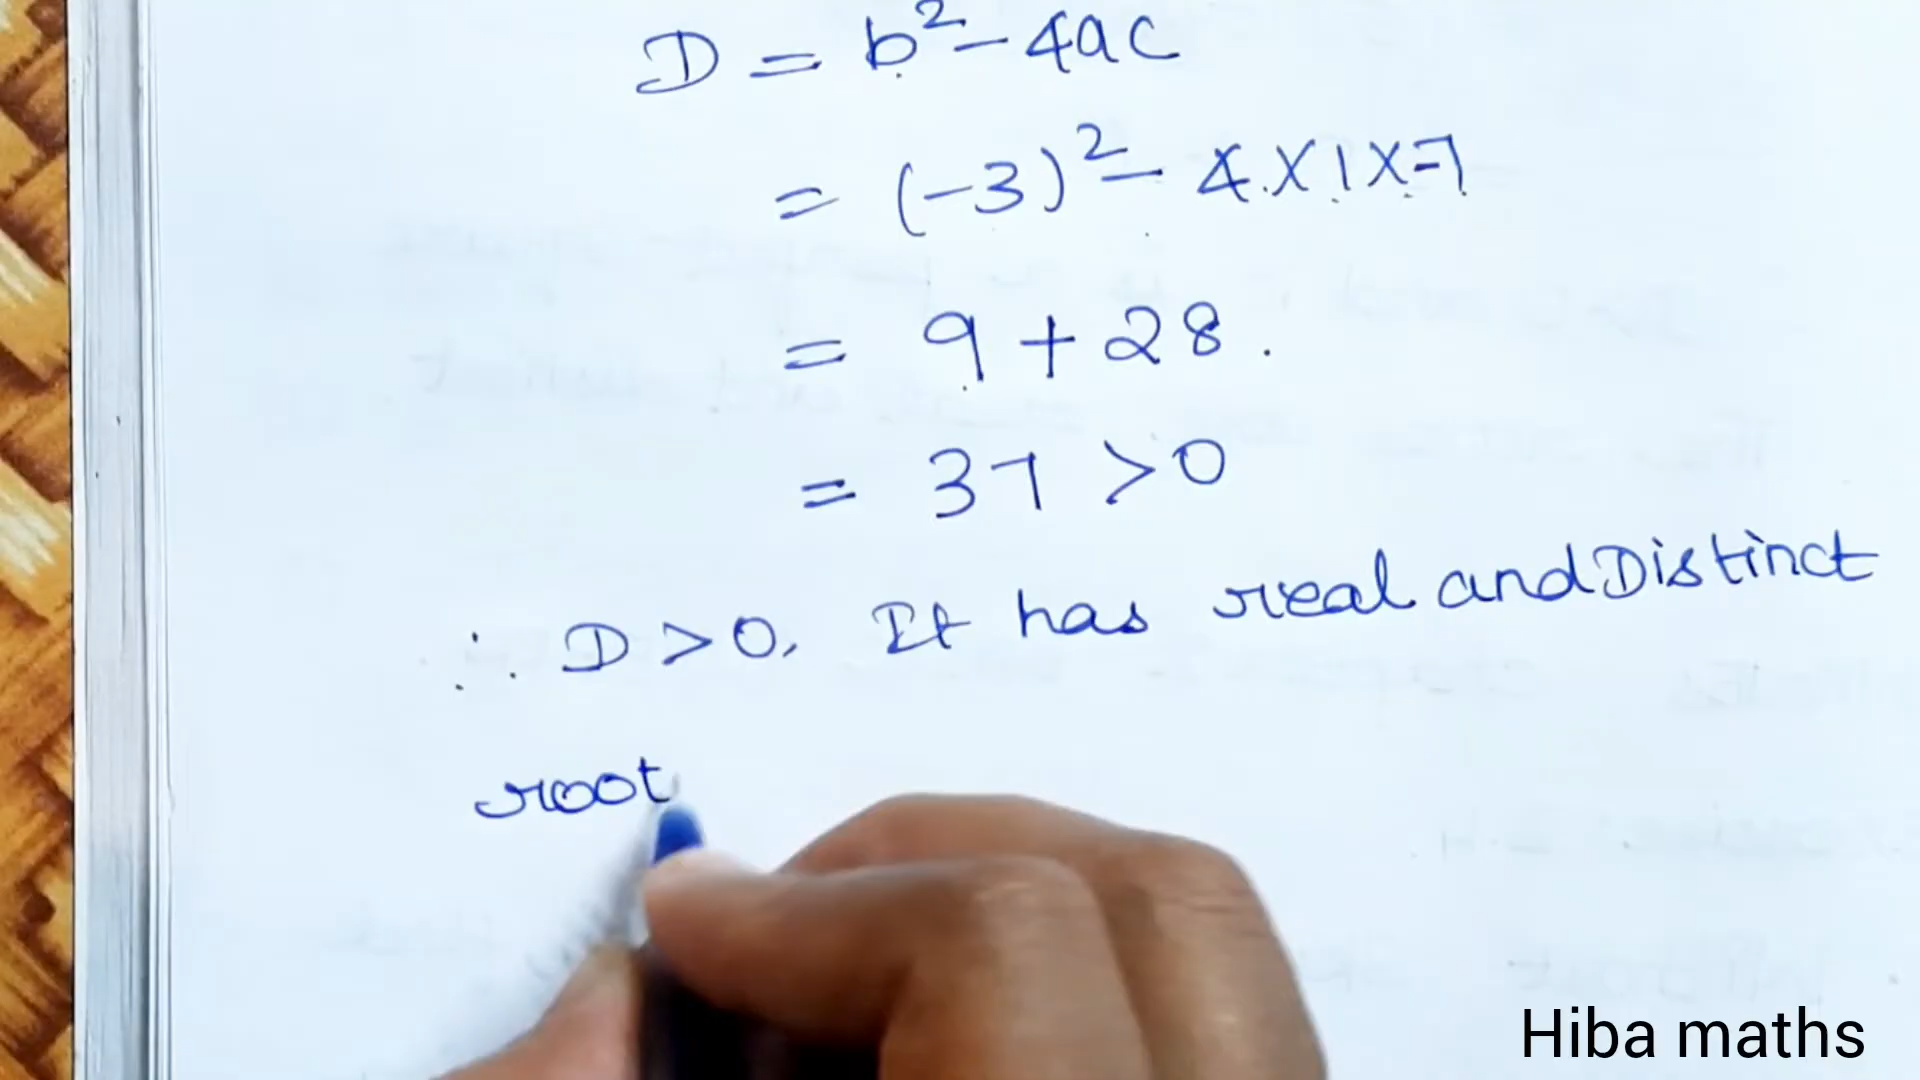 D = b² - 4ac
= (-3)² - 4 × 1 × -7
= 9 + 28.
= 37 > 0
∴ D > 0, It has real and Distinct
root
Hiba maths